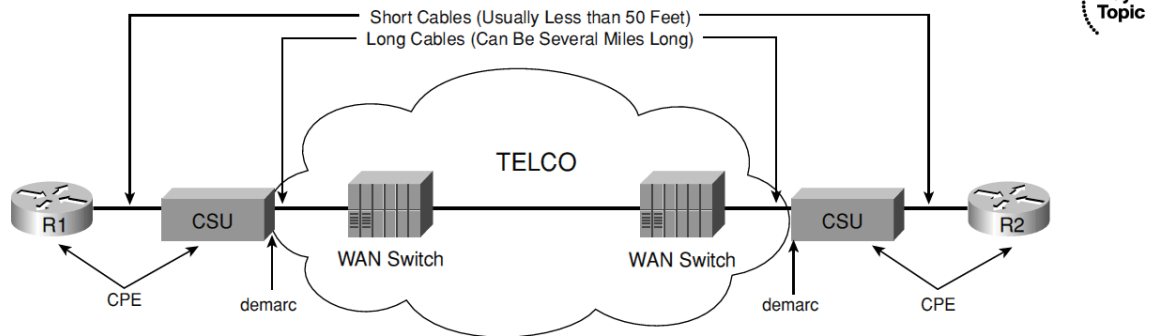 Topic
Short Cables (Usually Less than 50 Feet)
Long Cables (Can Be Several Miles Long)
TELCO
R1
CSU
WAN Switch
WAN Switch
CSU
R2
CPE
demarc
demarc
CPE